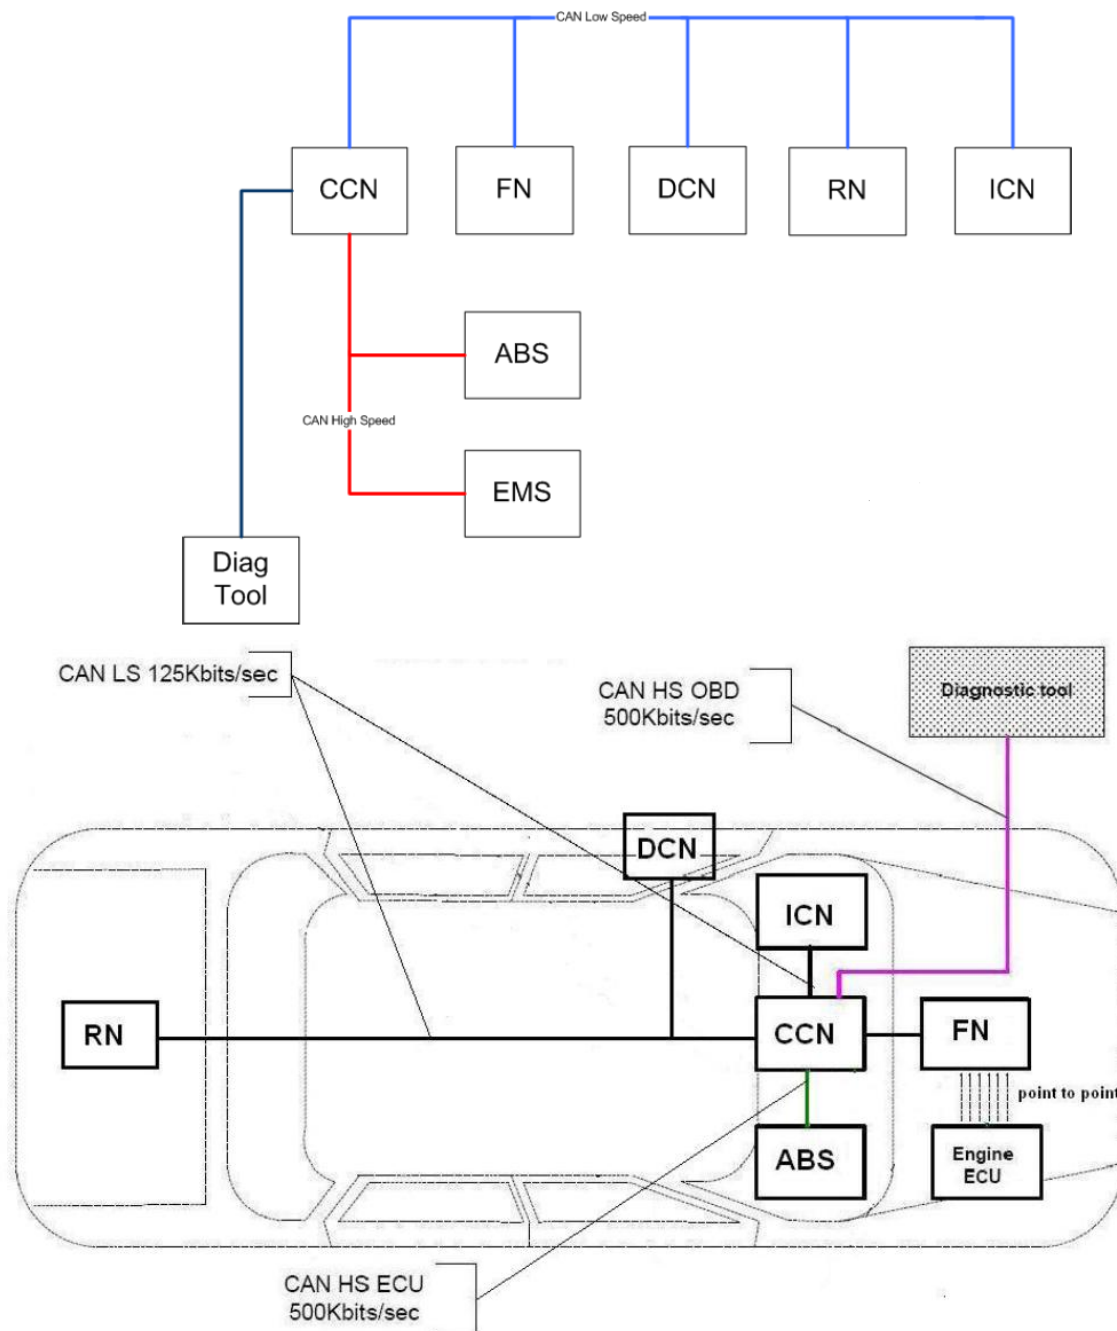 CAN Low Speed
CCN
FN
DCN
RN
ICN
ABS
CAN High Speed
EMS
Diag
Tool
CAN LS 125Kbits/sec
CAN HS OBD
500Kbits/sec
Diagnostic tool
DCN
ICN
RN
CCN
FN
point to point
ABS
Engine
ECU
CAN HS ECU
500Kbits/sec